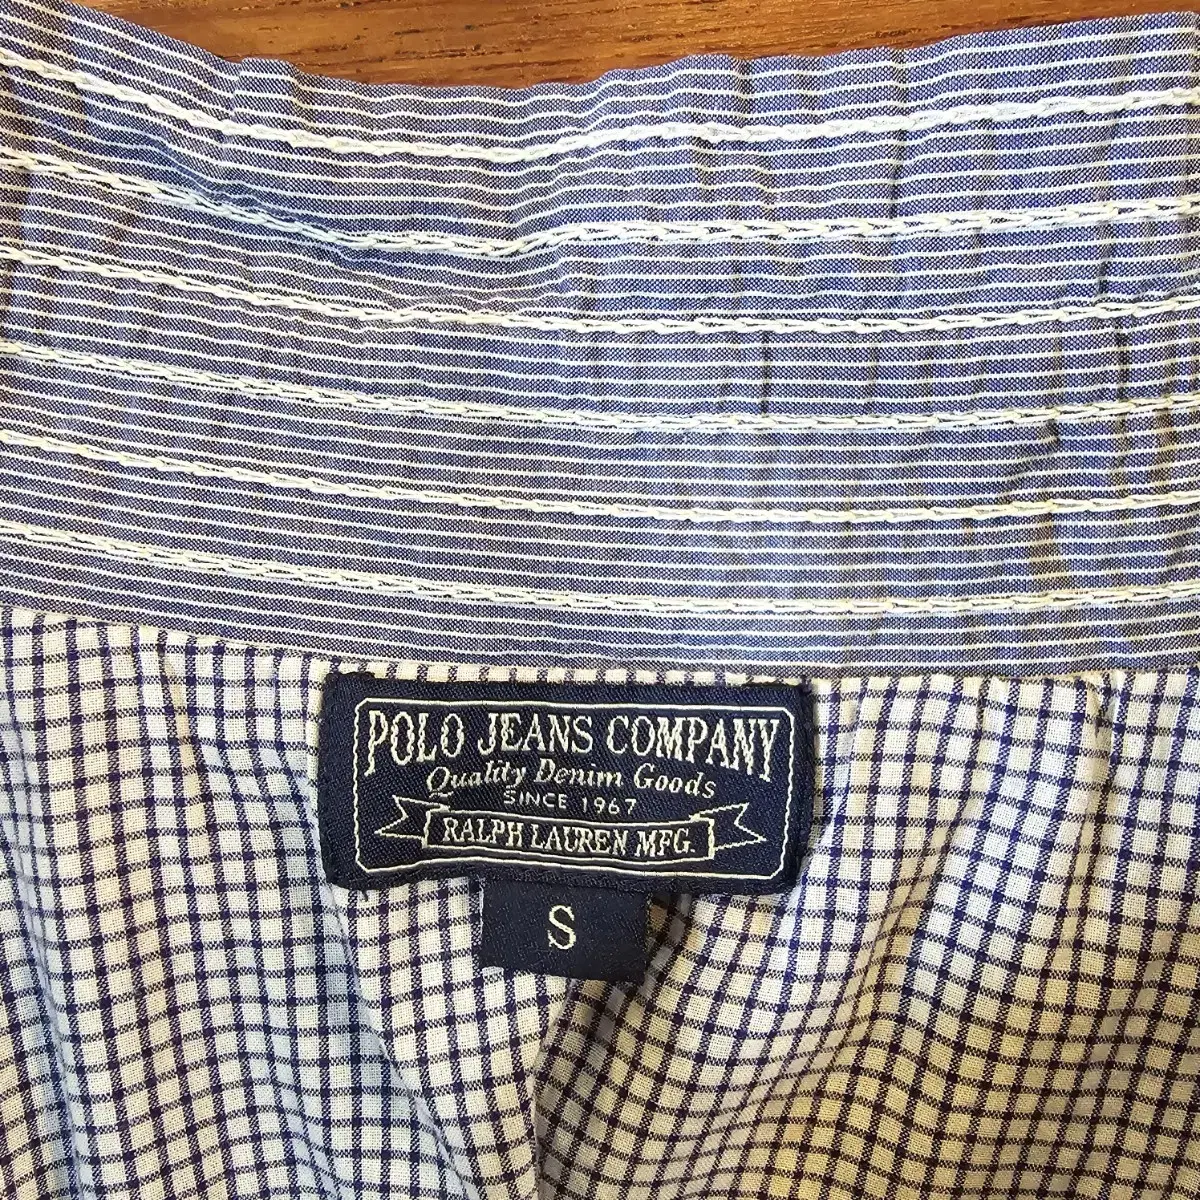 POLO JEANS COMPANY
Quality Denim Goods
SINCE 1967
RALPH LAUREN MFG.
S